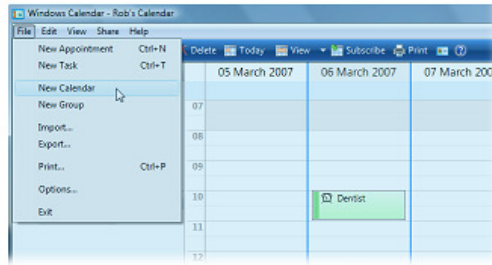 Windows Calendar - Rob's Calendar
File Edit View Share Help
New Appointment Ctrl+N
New Task Ctrl+T
New Calendar
New Group
Import...
Export...
Print... Ctrl+P
Options...
Exit
Delete Today View Subscribe Print
05 March 2007 06 March 2007 07 March 200
07
08
09
10
Dentist
11
12